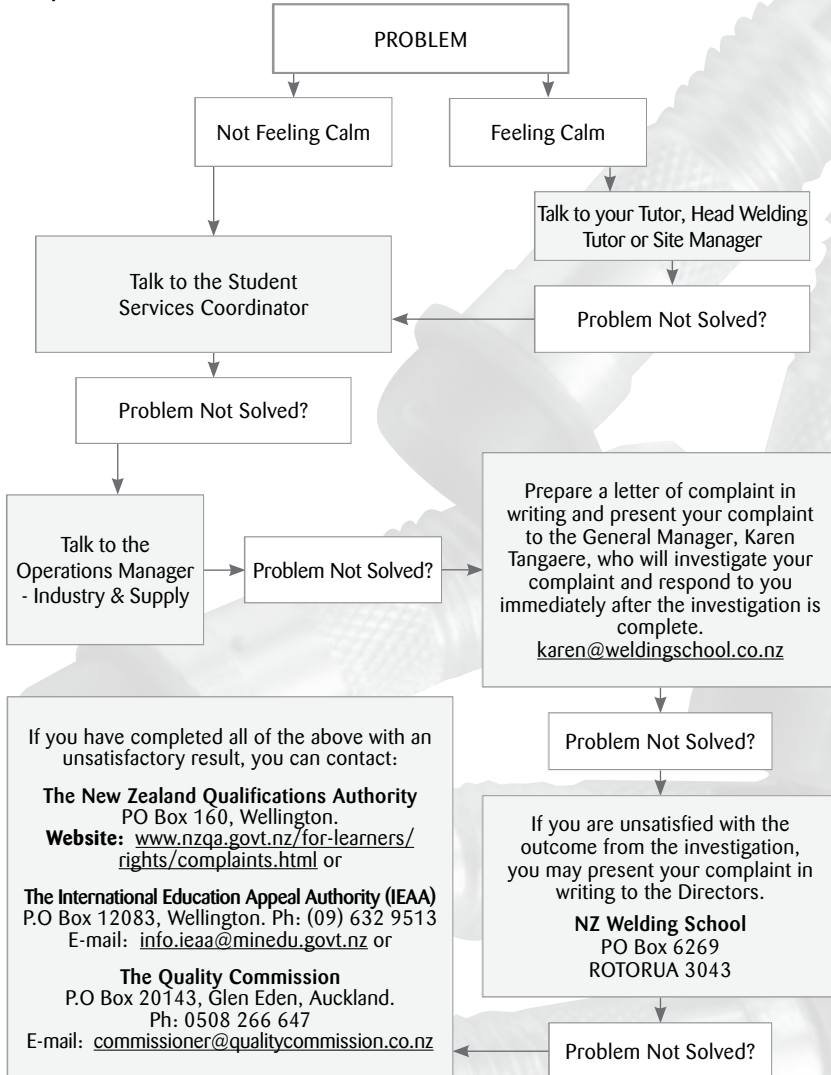 PROBLEM
Not Feeling Calm
Feeling Calm
Talk to your Tutor, Head Welding
Tutor or Site Manager
Talk to the Student
Services Coordinator
Problem Not Solved?
Problem Not Solved?
Talk to the
Operations Manager
- Industry & Supply
Problem Not Solved?
Prepare a letter of complaint in
writing and present your complaint
to the General Manager, Karen
Tangaere, who will investigate your
complaint and respond to you
immediately after the investigation is
complete.
karen@weldingschool.co.nz
Problem Not Solved?
If you are unsatisfied with the
outcome from the investigation,
you may present your complaint in
writing to the Directors.
NZ Welding School
PO Box 6269
ROTORUA 3043
Problem Not Solved?
If you have completed all of the above with an
unsatisfactory result, you can contact:
The New Zealand Qualifications Authority
PO Box 160, Wellington.
Website: www.nzqa.govt.nz/for-learners/
rights/complaints.html or
The International Education Appeal Authority (IEAA)
P.O Box 12083, Wellington. Ph: (09) 632 9513
E-mail: info.ieaa@minedu.govt.nz or
The Quality Commission
P.O Box 20143, Glen Eden, Auckland.
Ph: 0508 266 647
E-mail: commissioner@qualitycommission.co.nz